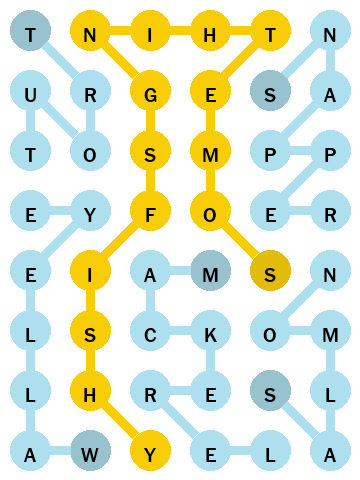 T N I H T N
U R G E S A
T O S M P P
E Y F O E R
E I A M S N
L S C K O M
L H R E S L
A W Y E L A